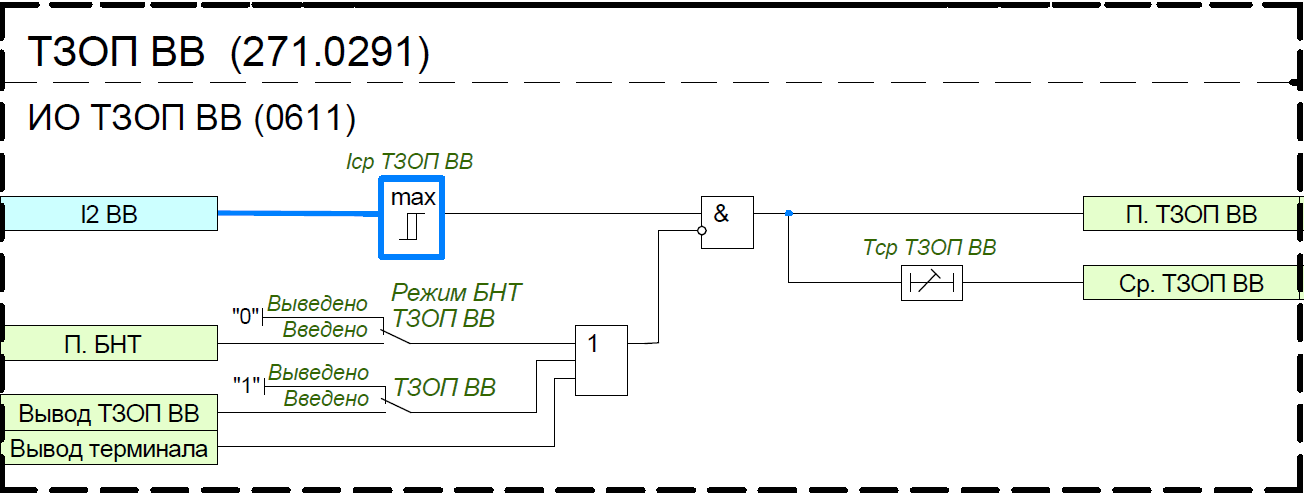 ТЗОП ВВ (271.0291)
ИО ТЗОП ВВ (0611)
Iср ТЗОП ВВ
I2 ВВ
max
&
П. ТЗОП ВВ
Тср ТЗОП ВВ
Ср. ТЗОП ВВ
"0"
Выведено
Введено
Режим БНТ
ТЗОП ВВ
П. БНТ
1
"1"
Выведено
Введено
ТЗОП ВВ
Вывод ТЗОП ВВ
Вывод терминала